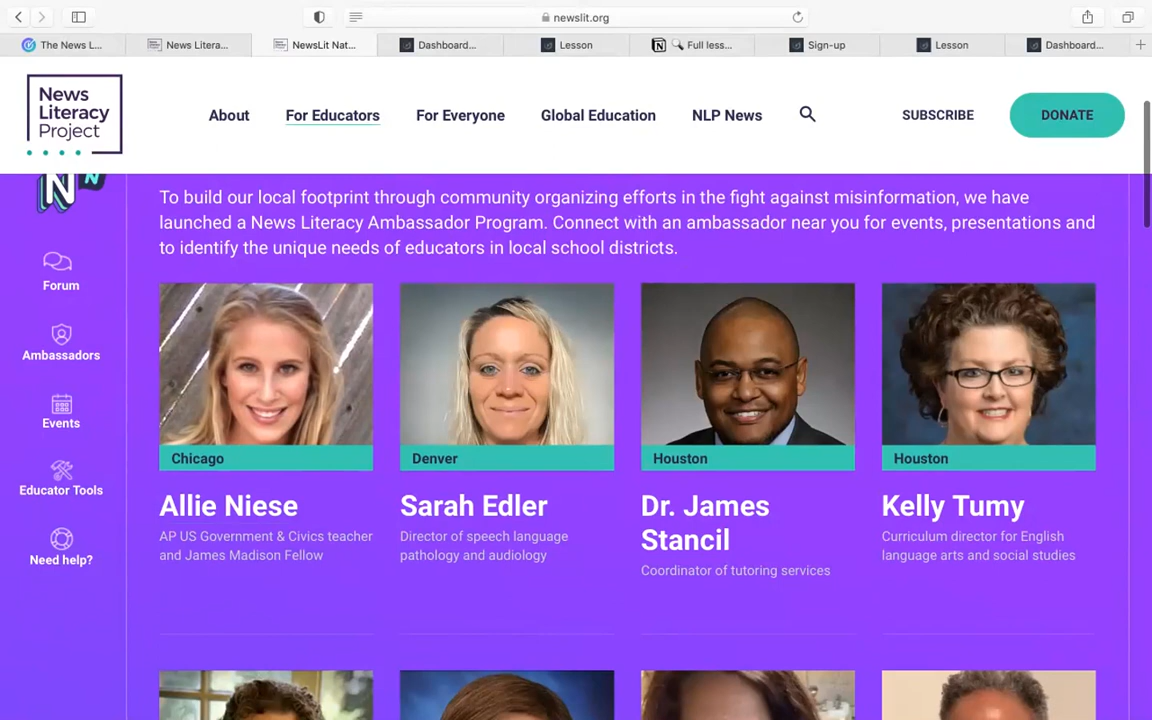 newslit.org
The News L...
News Litera...
NewsLit Nat...
Dashboard...
Lesson
Full less...
Sign-up
Lesson
Dashboard...
News
Literacy
Project
About
For Educators
For Everyone
Global Education
NLP News
SUBSCRIBE
DONATE
N
N
Forum
Ambassadors
Events
Educator Tools
Need help?
To build our local footprint through community organizing efforts in the fight against misinformation, we have
launched a News Literacy Ambassador Program. Connect with an ambassador near you for events, presentations and
to identify the unique needs of educators in local school districts.
Chicago
Allie Niese
AP US Government & Civics teacher
and James Madison Fellow
Denver
Sarah Edler
Director of speech language
pathology and audiology
Houston
Dr. James
Stancil
Coordinator of tutoring services
Houston
Kelly Tumy
Curriculum director for English
language arts and social studies